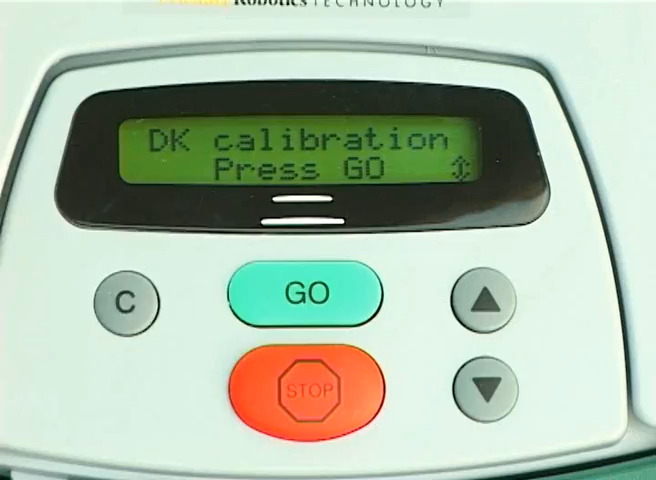 Robotics TECHNOLOGY
DK calibration
Press GO
C
GO
STOP